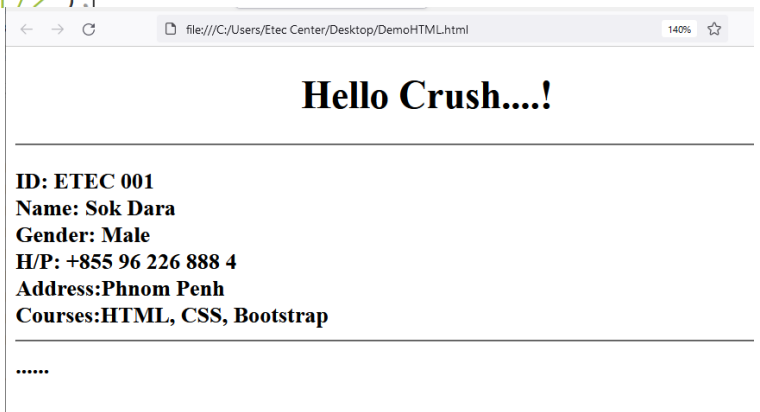 file:///C:/Users/Etec Center/Desktop/DemoHTML.html 140%
Hello Crush....!
ID: ETEC 001
Name: Sok Dara
Gender: Male
H/P: +855 96 226 888 4
Address:Phnom Penh
Courses:HTML, CSS, Bootstrap
......